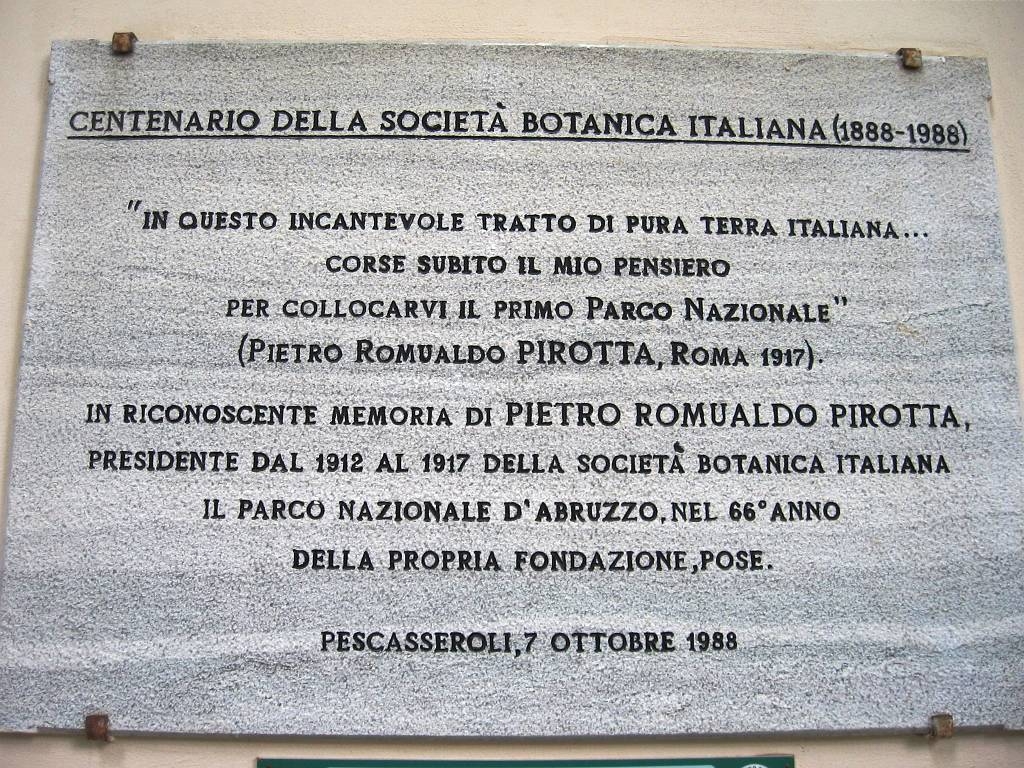 CENTENARIO DELLA SOCIETÀ BOTANICA ITALIANA (1888-1988)
"IN QUESTO INCANTEVOLE TRATTO DI PURA TERRA ITALIANA...
CORSE SUBITO IL MIO PENSIERO
PER COLLOCARVI IL PRIMO PARCO NAZIONALE"
(PIETRO ROMUALDO PIROTTA, ROMA 1917).
IN RICONOSCENTE MEMORIA DI PIETRO ROMUALDO PIROTTA,
PRESIDENTE DAL 1912 AL 1917 DELLA SOCIETÀ BOTANICA ITALIANA
IL PARCO NAZIONALE D'ABRUZZO, NEL 66° ANNO
DELLA PROPRIA FONDAZIONE, POSE.
PESCASSEROLI, 7 OTTOBRE 1988